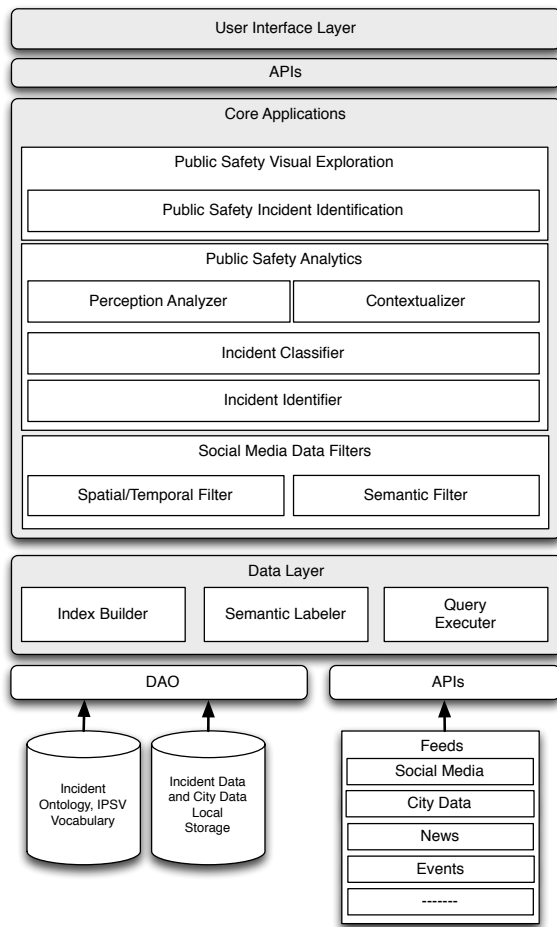 User Interface Layer
APIs
Core Applications
Public Safety Visual Exploration
Public Safety Incident Identification
Public Safety Analytics
Perception Analyzer
Contextualizer
Incident Classifier
Incident Identifier
Social Media Data Filters
Spatial/Temporal Filter
Semantic Filter
Data Layer
Index Builder
Semantic Labeler
Query
Executer
DAO
APIs
Incident
Ontology, IPSV
Vocabulary
Incident Data
and City Data
Local
Storage
Feeds
Social Media
City Data
News
Events
-------